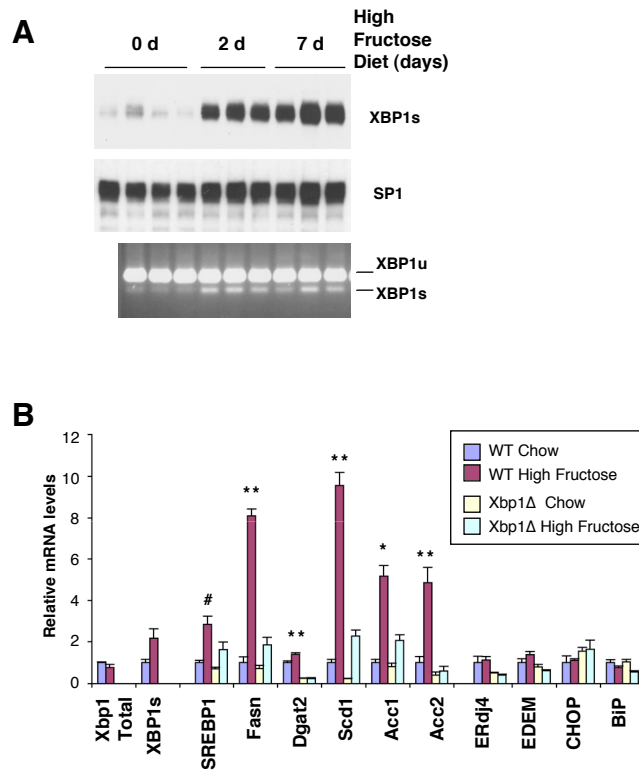 A
0 d
2 d
7 d
High
Fructose
Diet (days)
XBP1s
SP1
XBP1u
XBP1s
B
Relative mRNA levels
12
10
8
6
4
2
0
#
**
**
**
*
**
WT Chow
WT High Fructose
Xbp1Δ Chow
Xbp1Δ High Fructose
Xbp1
Total
XBP1s
SREBP1
Fasn
Dgat2
Scd1
Acc1
Acc2
ERdj4
EDEM
CHOP
BiP